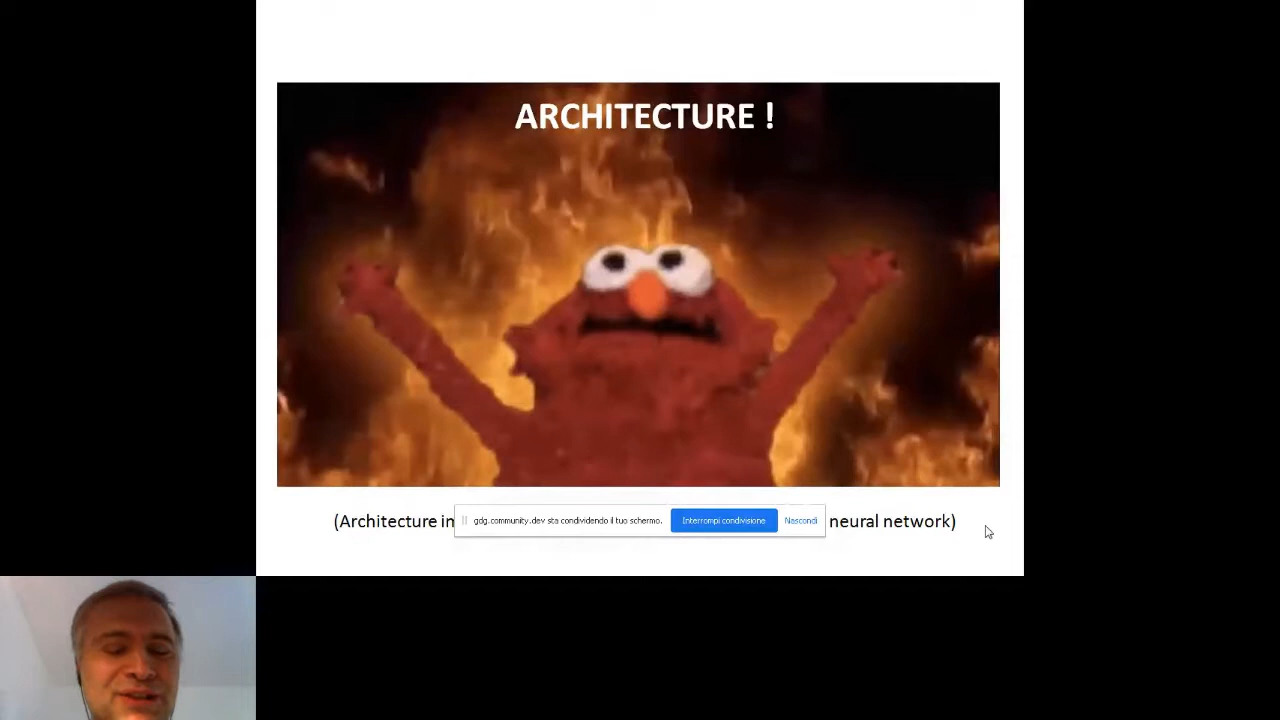 ARCHITECTURE !
(Architecture in
gdg.community.dev sta condividendo il tuo schermo.
Interrompi condivisione
Nascondi
neural network)